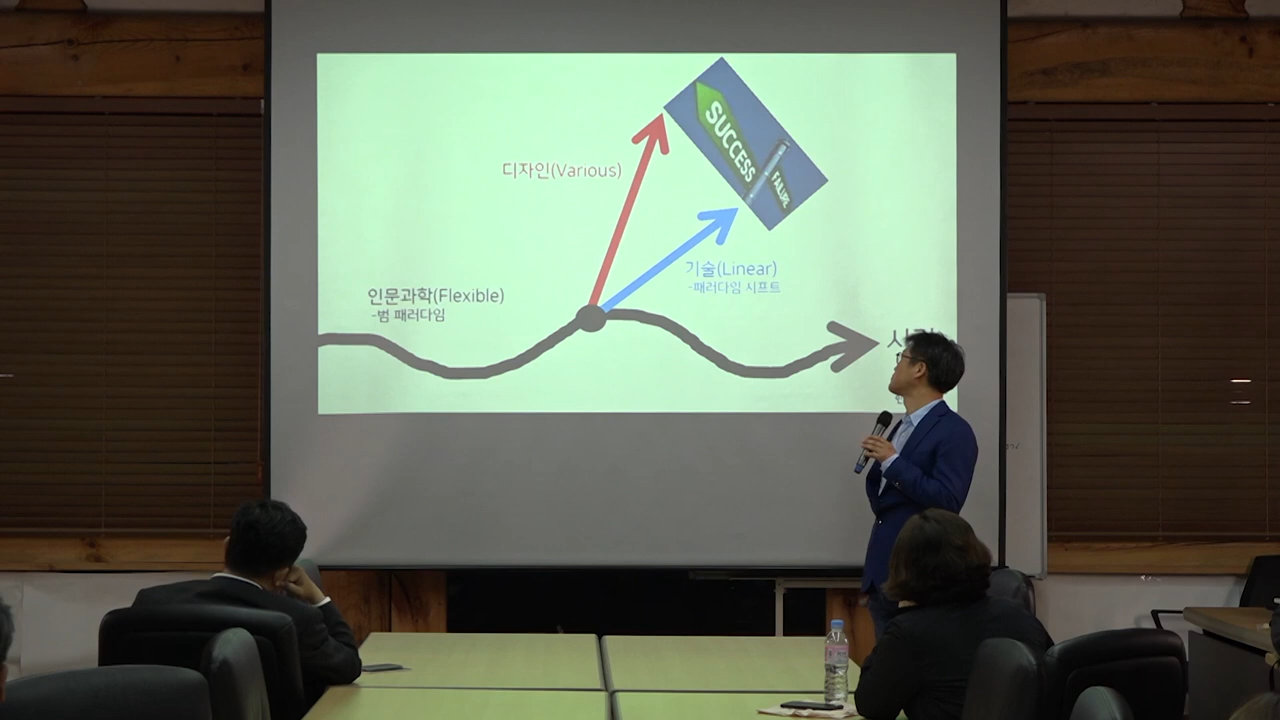 SUCCESS
FAILURE
디자인(Various)
기술(Linear)
-패러다임 시프트
인문과학(Flexible)
-범 패러다임